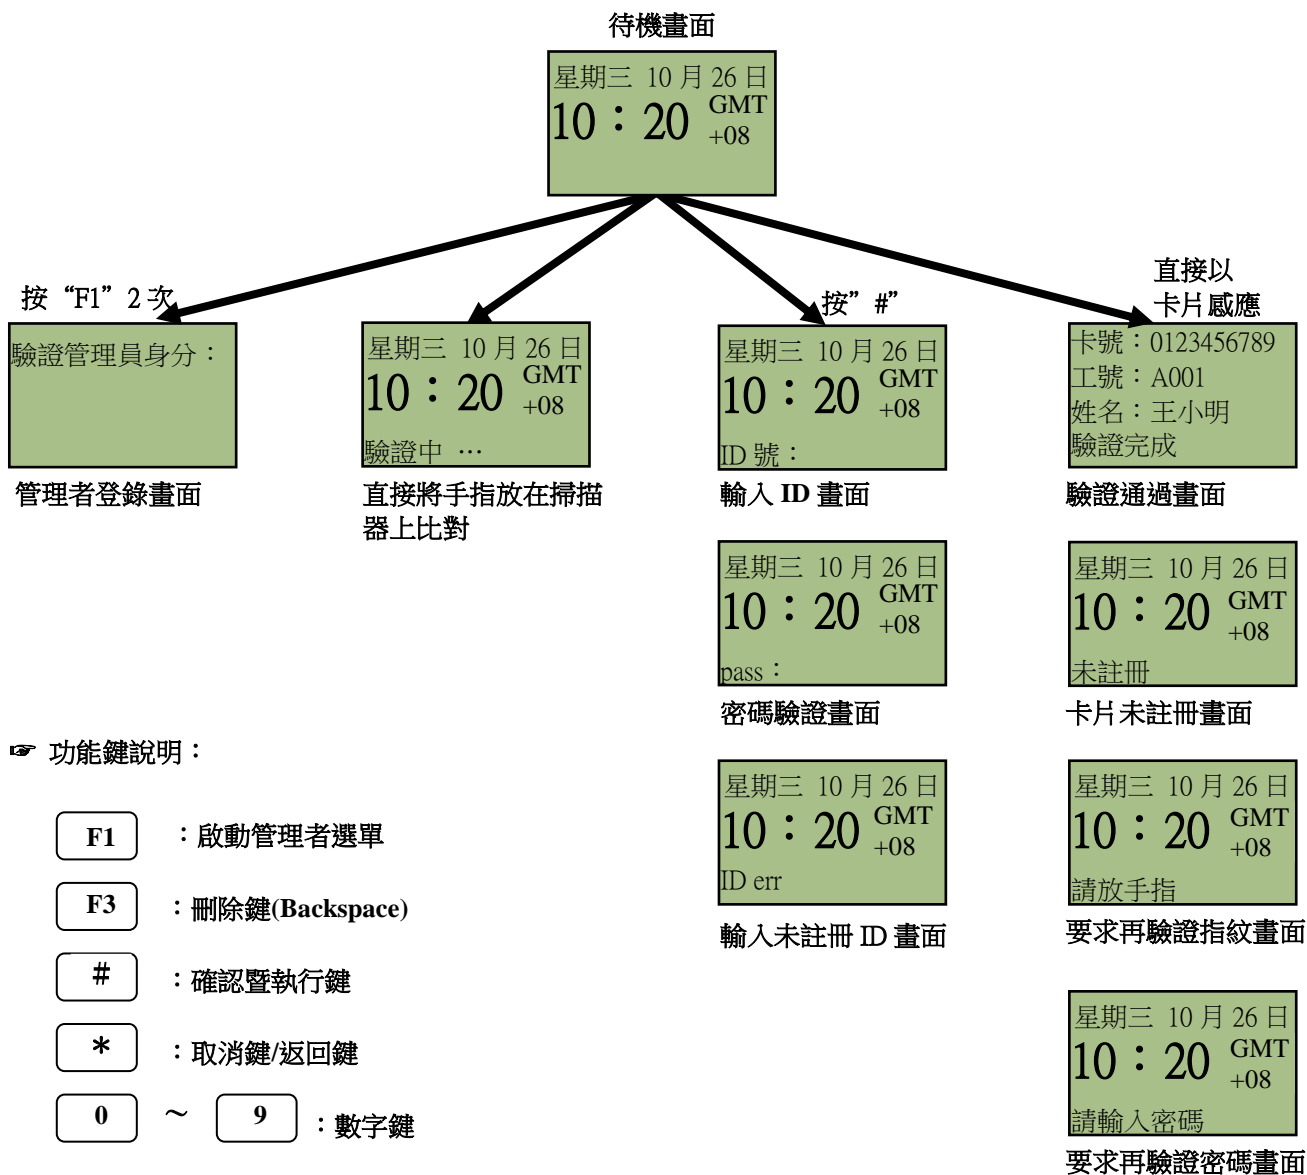 待機畫面
星期三 10 月 26 日
10：20 GMT
+08
按“F1”2 次
驗證管理員身分：
管理者登錄畫面
星期三 10 月 26 日
10：20 GMT
+08
驗證中 …
直接將手指放在掃描
器上比對
按” #”
星期三 10 月 26 日
10：20 GMT
+08
ID 號：
輸入 ID 畫面
星期三 10 月 26 日
10：20 GMT
+08
pass：
密碼驗證畫面
星期三 10 月 26 日
10：20 GMT
+08
ID err
輸入未註冊 ID 畫面
直接以
卡片感應
卡號：0123456789
工號：A001
姓名：王小明
驗證完成
驗證通過畫面
星期三 10 月 26 日
10：20 GMT
+08
未註冊
卡片未註冊畫面
星期三 10 月 26 日
10：20 GMT
+08
請放手指
要求再驗證指紋畫面
星期三 10 月 26 日
10：20 GMT
+08
請輸入密碼
要求再驗證密碼畫面
☞ 功能鍵說明：
F1 ：啟動管理者選單
F3 ：刪除鍵(Backspace)
# ：確認暨執行鍵
* ：取消鍵/返回鍵
0 ～ 9 ：數字鍵